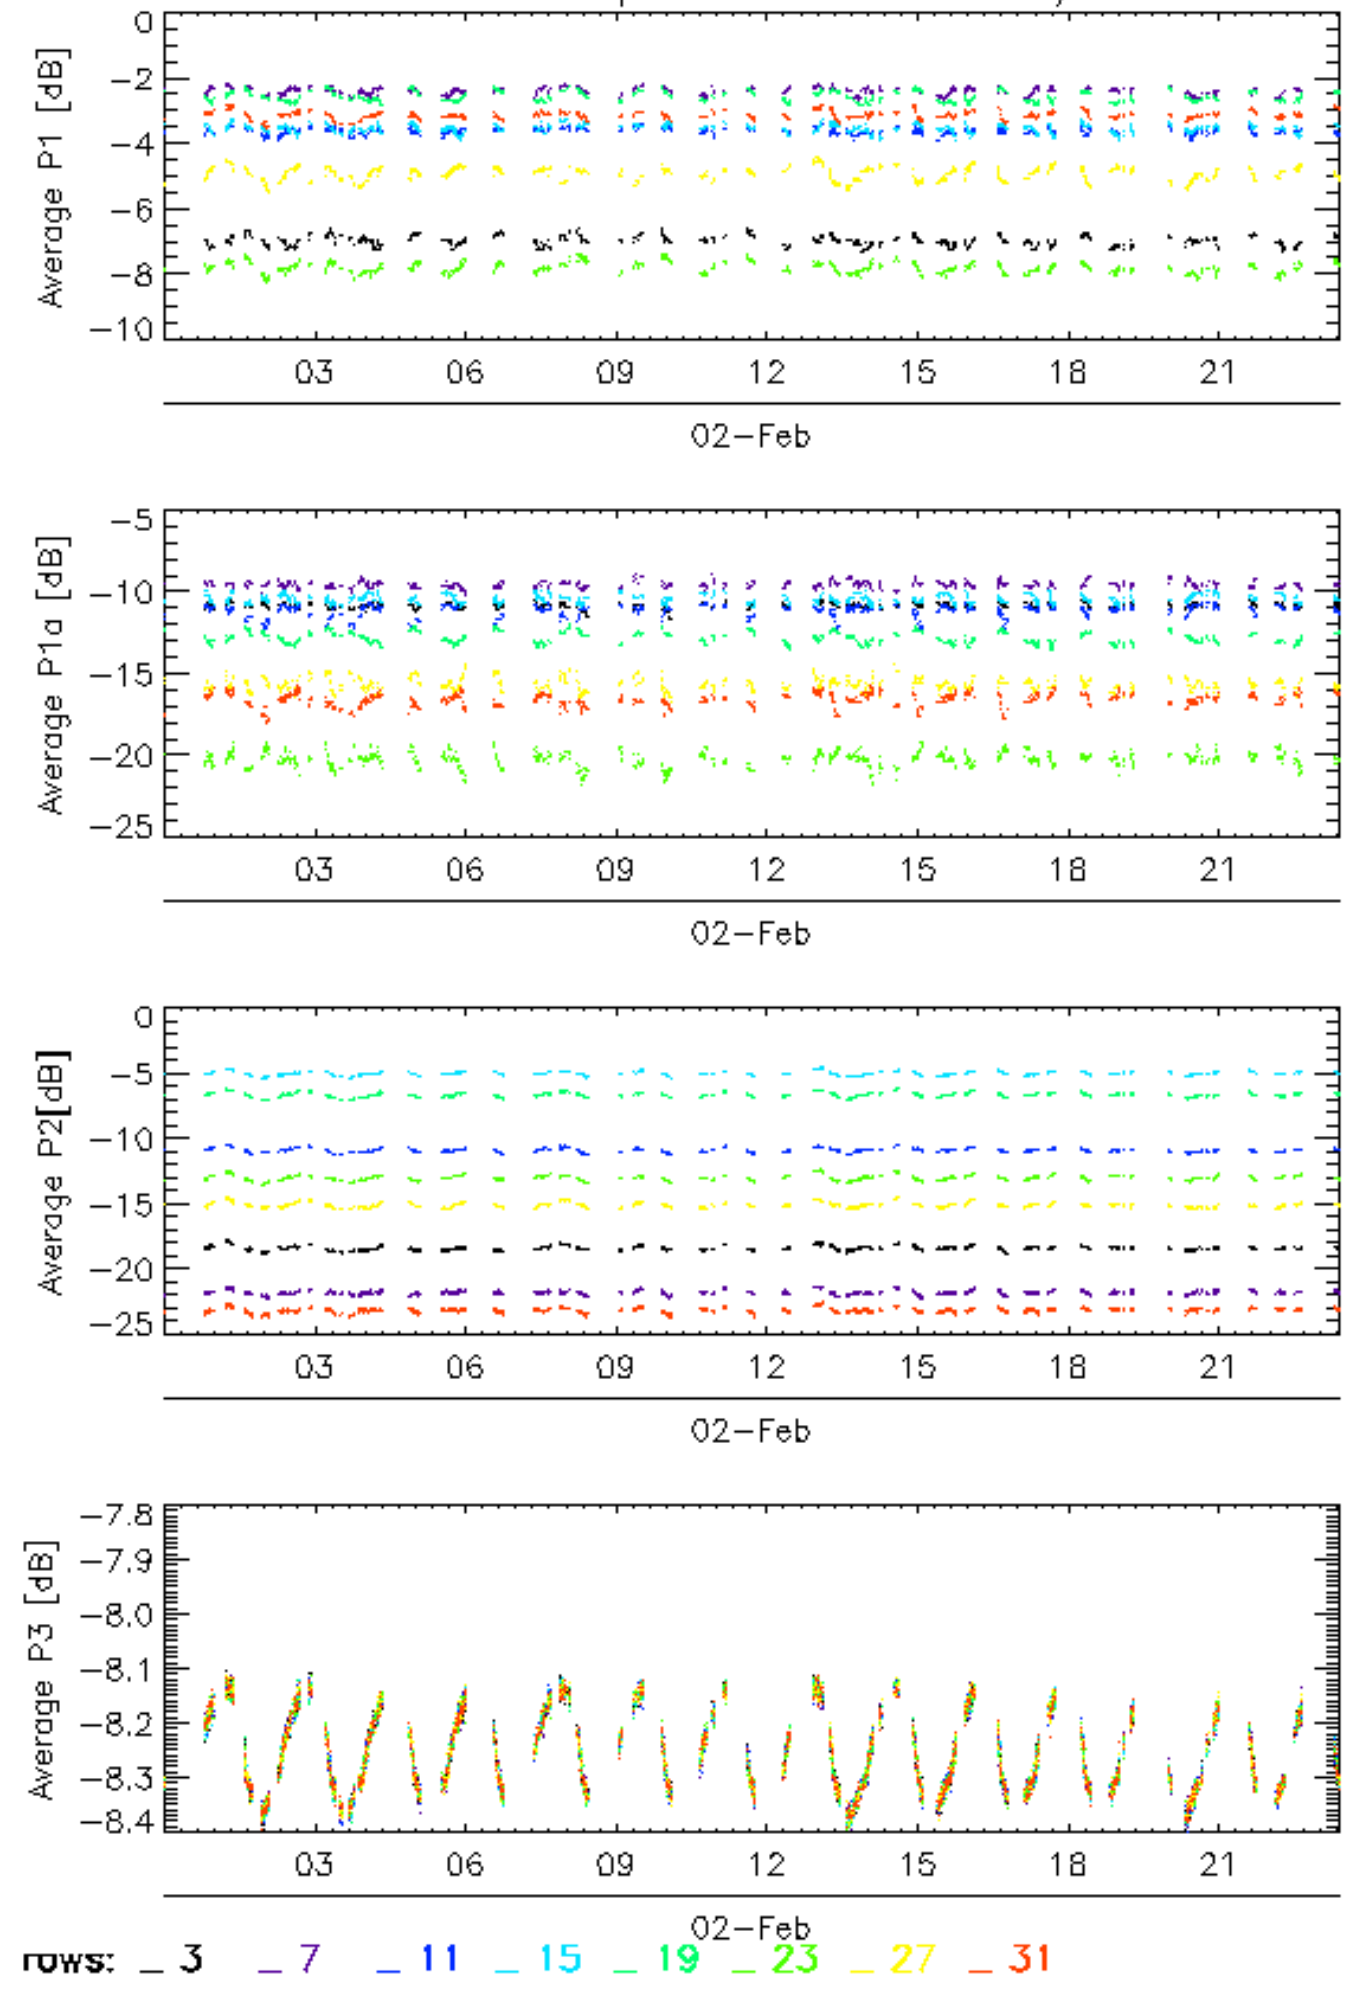 0
−2
−4
−6
−8
−10
Average P1 [dB]
03 06 09 12 15 18 21
02−Feb
−5
−10
−15
−20
−25
Average P1a [dB]
03 06 09 12 15 18 21
02−Feb
0
−5
−10
−15
−20
−25
Average P2[dB]
03 06 09 12 15 18 21
02−Feb
−7.8
−7.9
−8.0
−8.1
−8.2
−8.3
−8.4
Average P3 [dB]
03 06 09 12 15 18 21
02−Feb
rows: _ 3 _ 7 _ 11 _ 15 _ 19 _ 23 _ 27 _ 31